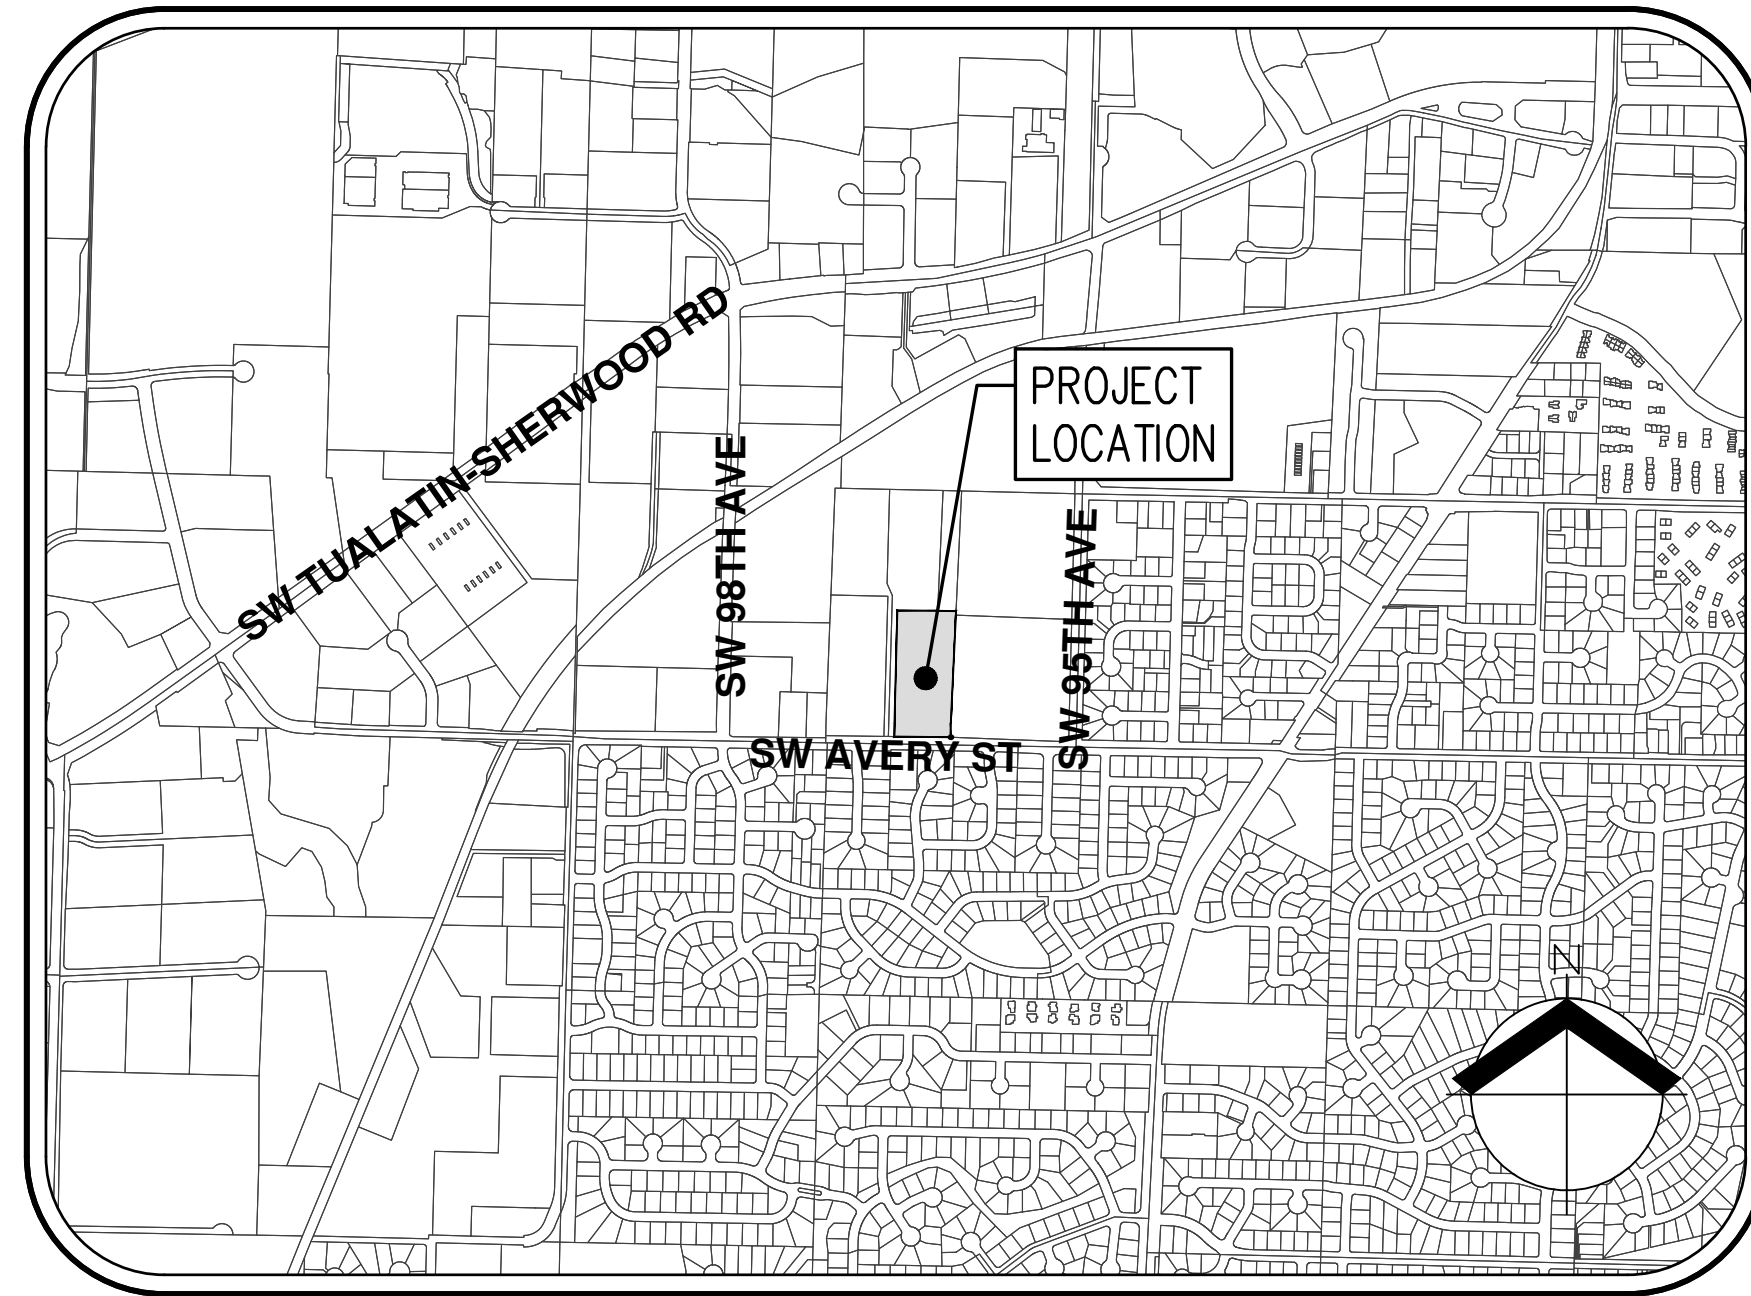 SW TUALATIN-SHERWOOD RD
PROJECT
LOCATION
SW 98TH AVE
SW 95TH AVE
SW AVERY ST
N